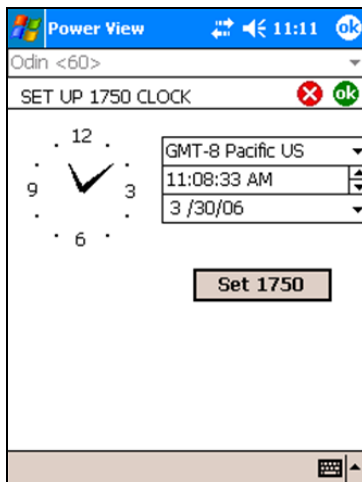 Power View 11:11 ok
Odin <60>
SET UP 1750 CLOCK ok
12
GMT-8 Pacific US
11:08:33 AM
9 3
3 /30/06
6
Set 1750